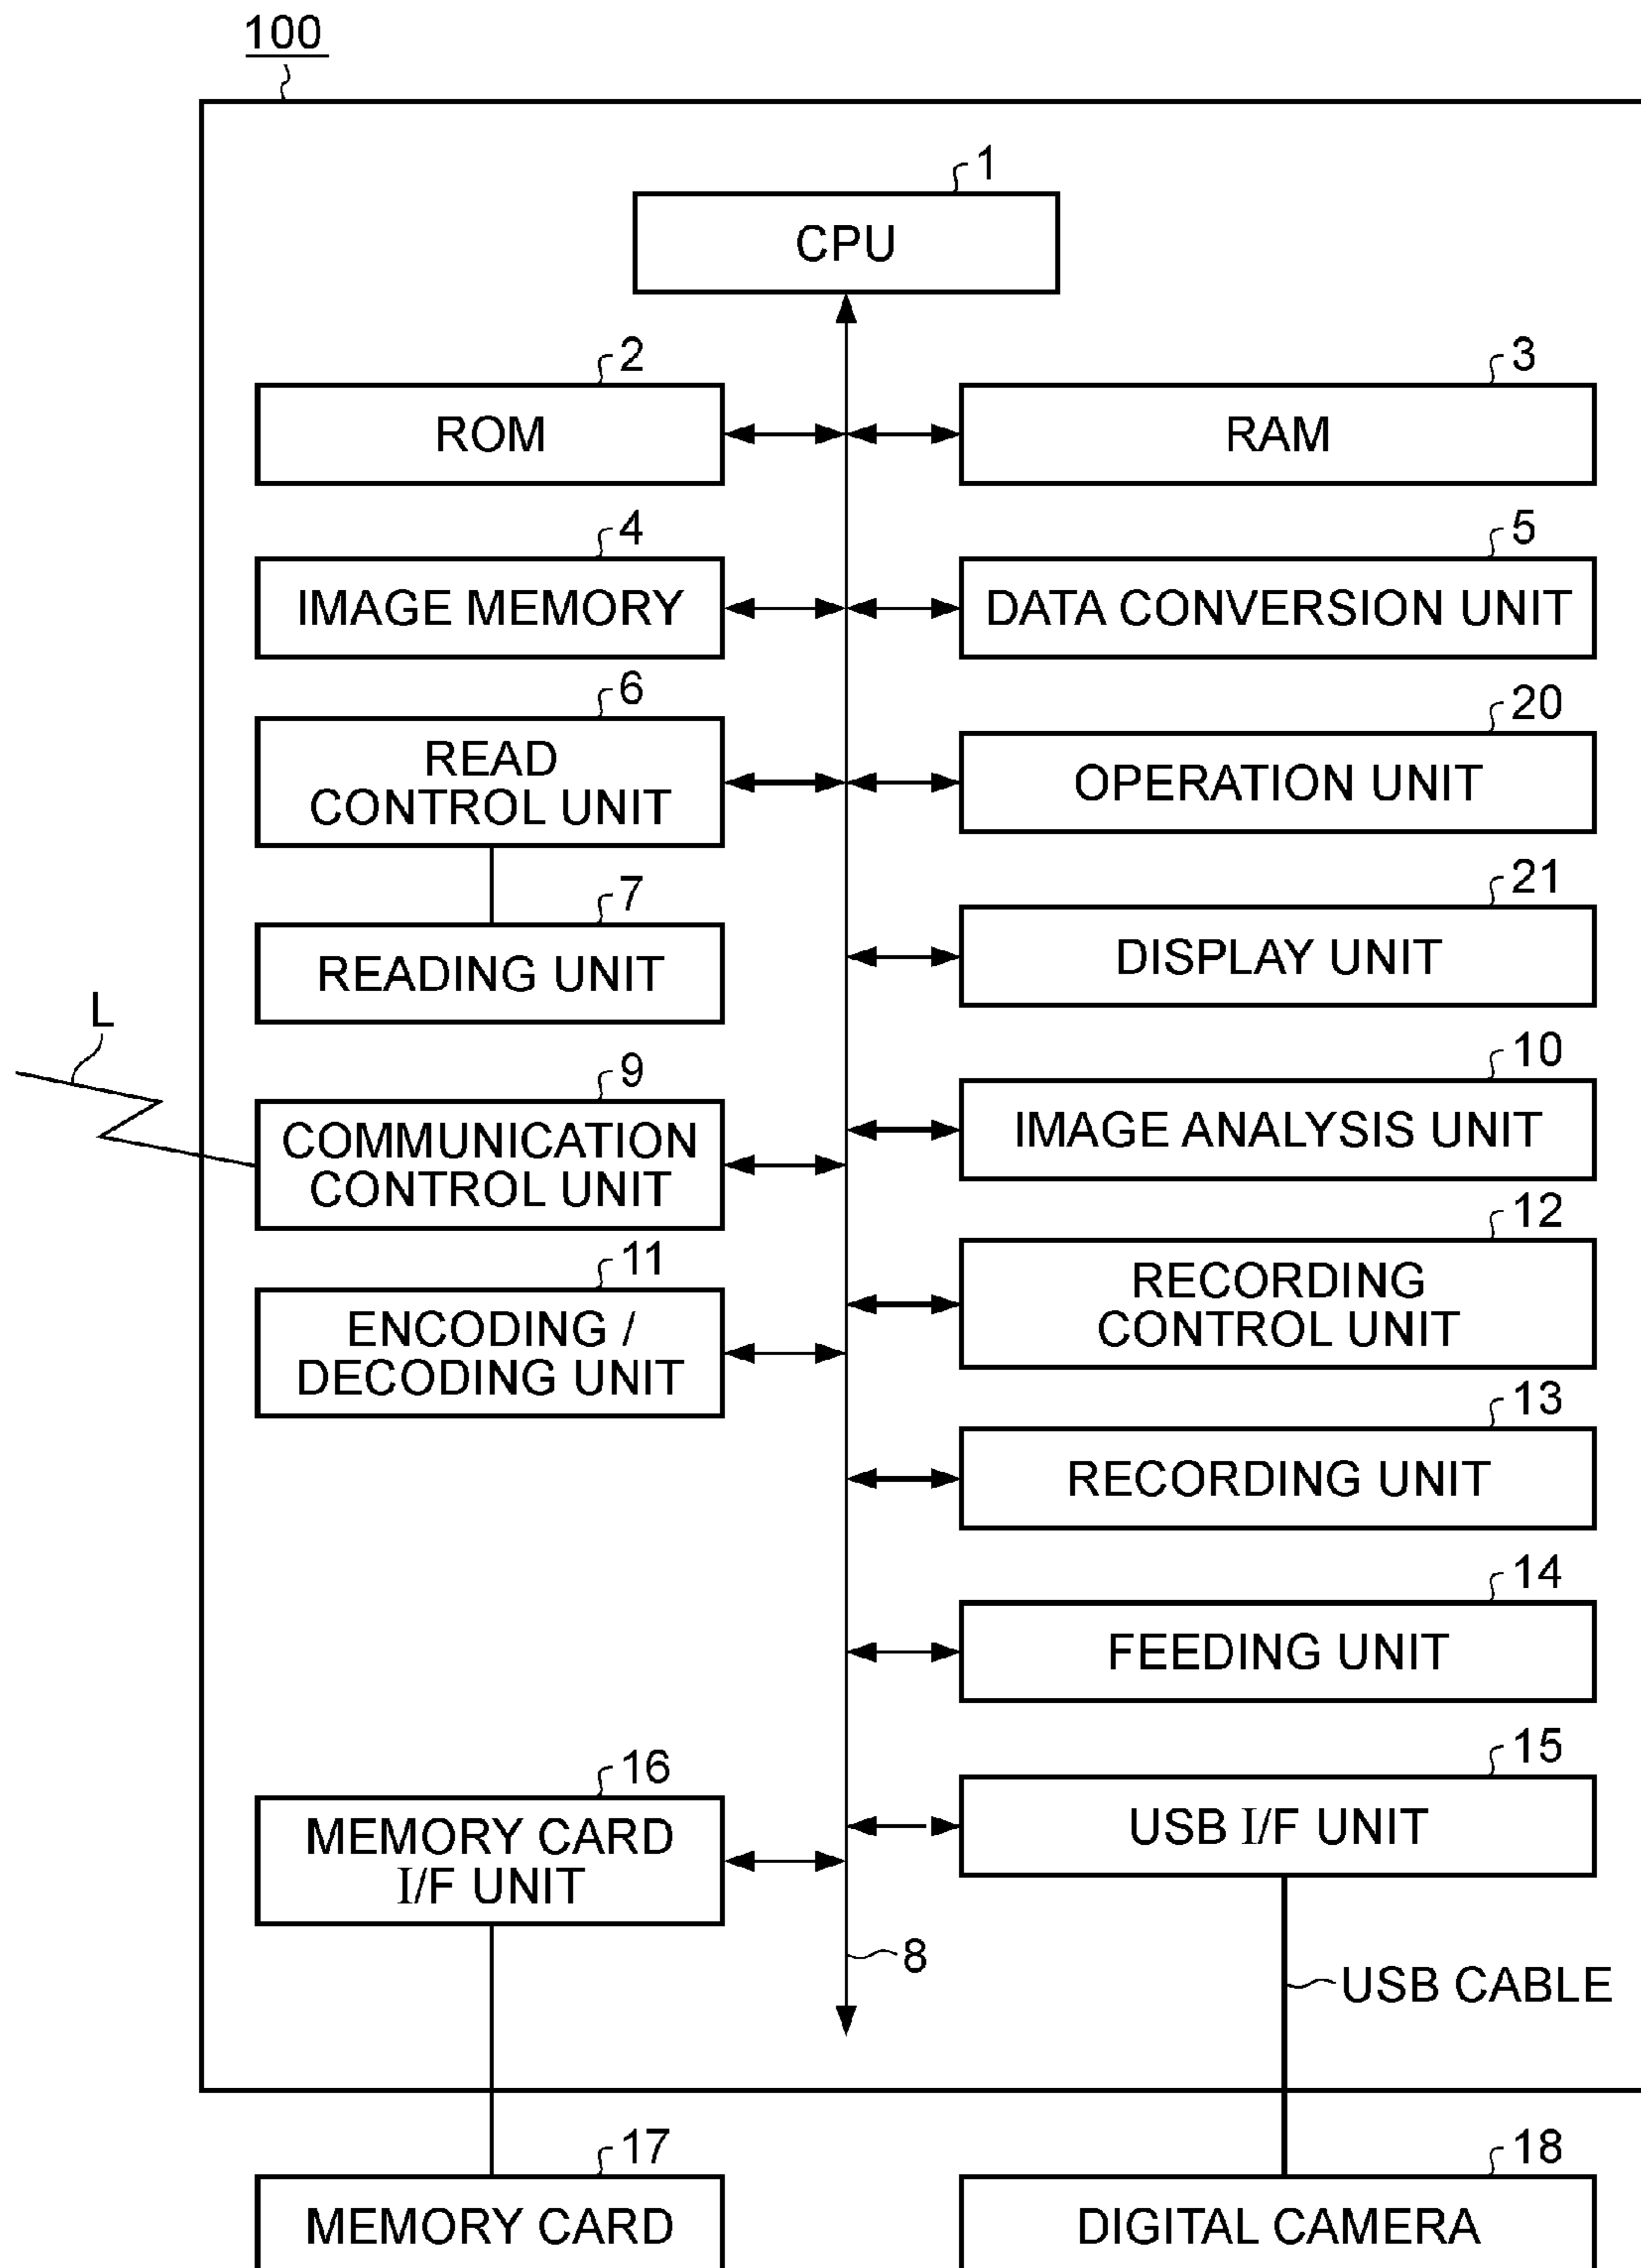 100
1
CPU
2
ROM
3
RAM
4
IMAGE MEMORY
5
DATA CONVERSION UNIT
6
READ
CONTROL UNIT
20
OPERATION UNIT
7
READING UNIT
21
DISPLAY UNIT
L
9
COMMUNICATION
CONTROL UNIT
10
IMAGE ANALYSIS UNIT
11
ENCODING /
DECODING UNIT
12
RECORDING
CONTROL UNIT
13
RECORDING UNIT
14
FEEDING UNIT
16
MEMORY CARD
I/F UNIT
15
USB I/F UNIT
8
USB CABLE
17
MEMORY CARD
18
DIGITAL CAMERA